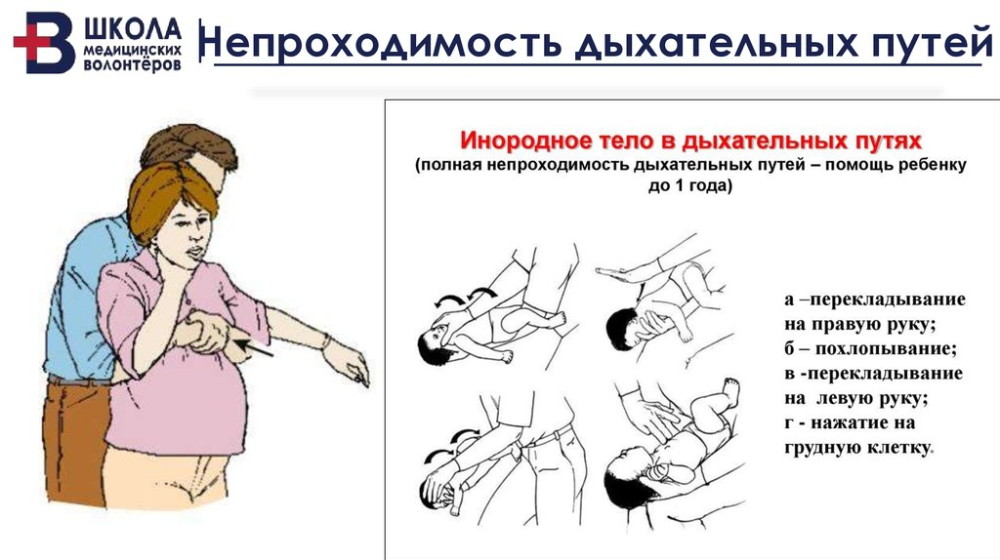 ШКОЛА
МЕДИЦИНСКИХ
ВОЛОНТЁРОВ
Непроходимость дыхательных путей
Инородное тело в дыхательных путях
(полная непроходимость дыхательных путей – помощь ребенку
до 1 года)
а –перекладывание
на правую руку;
б – похлопывание;
в -перекладывание
на левую руку;
г - нажатие на
грудную клетку.